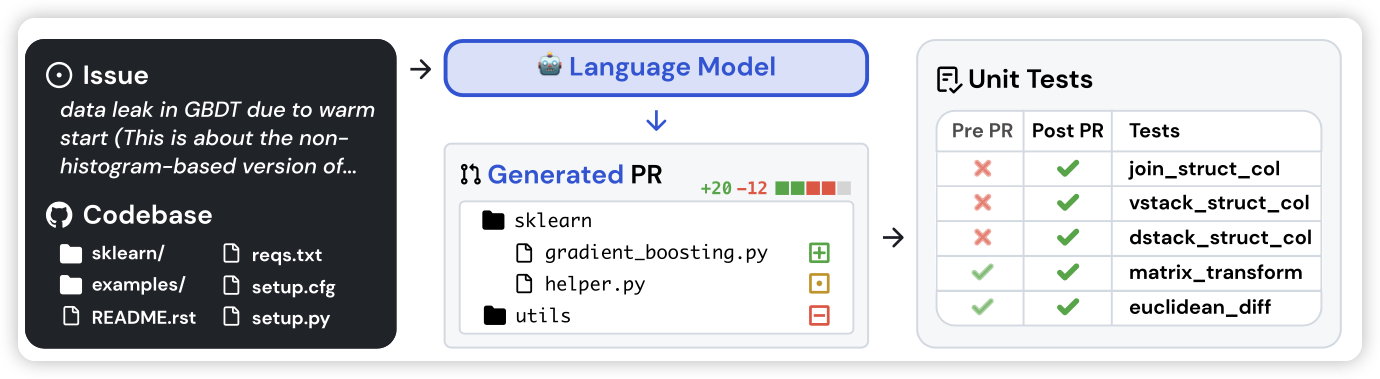 Issue
data leak in GBDT due to warm
start (This is about the non-
histogram-based version of...
Codebase
sklearn/
reqs.txt
examples/
setup.cfg
README.rst
setup.py
Language Model
Generated PR
+20 -12
sklearn
gradient_boosting.py
helper.py
utils
Unit Tests
Pre PR Post PR Tests
join_struct_col
vstack_struct_col
dstack_struct_col
matrix_transform
euclidean_diff